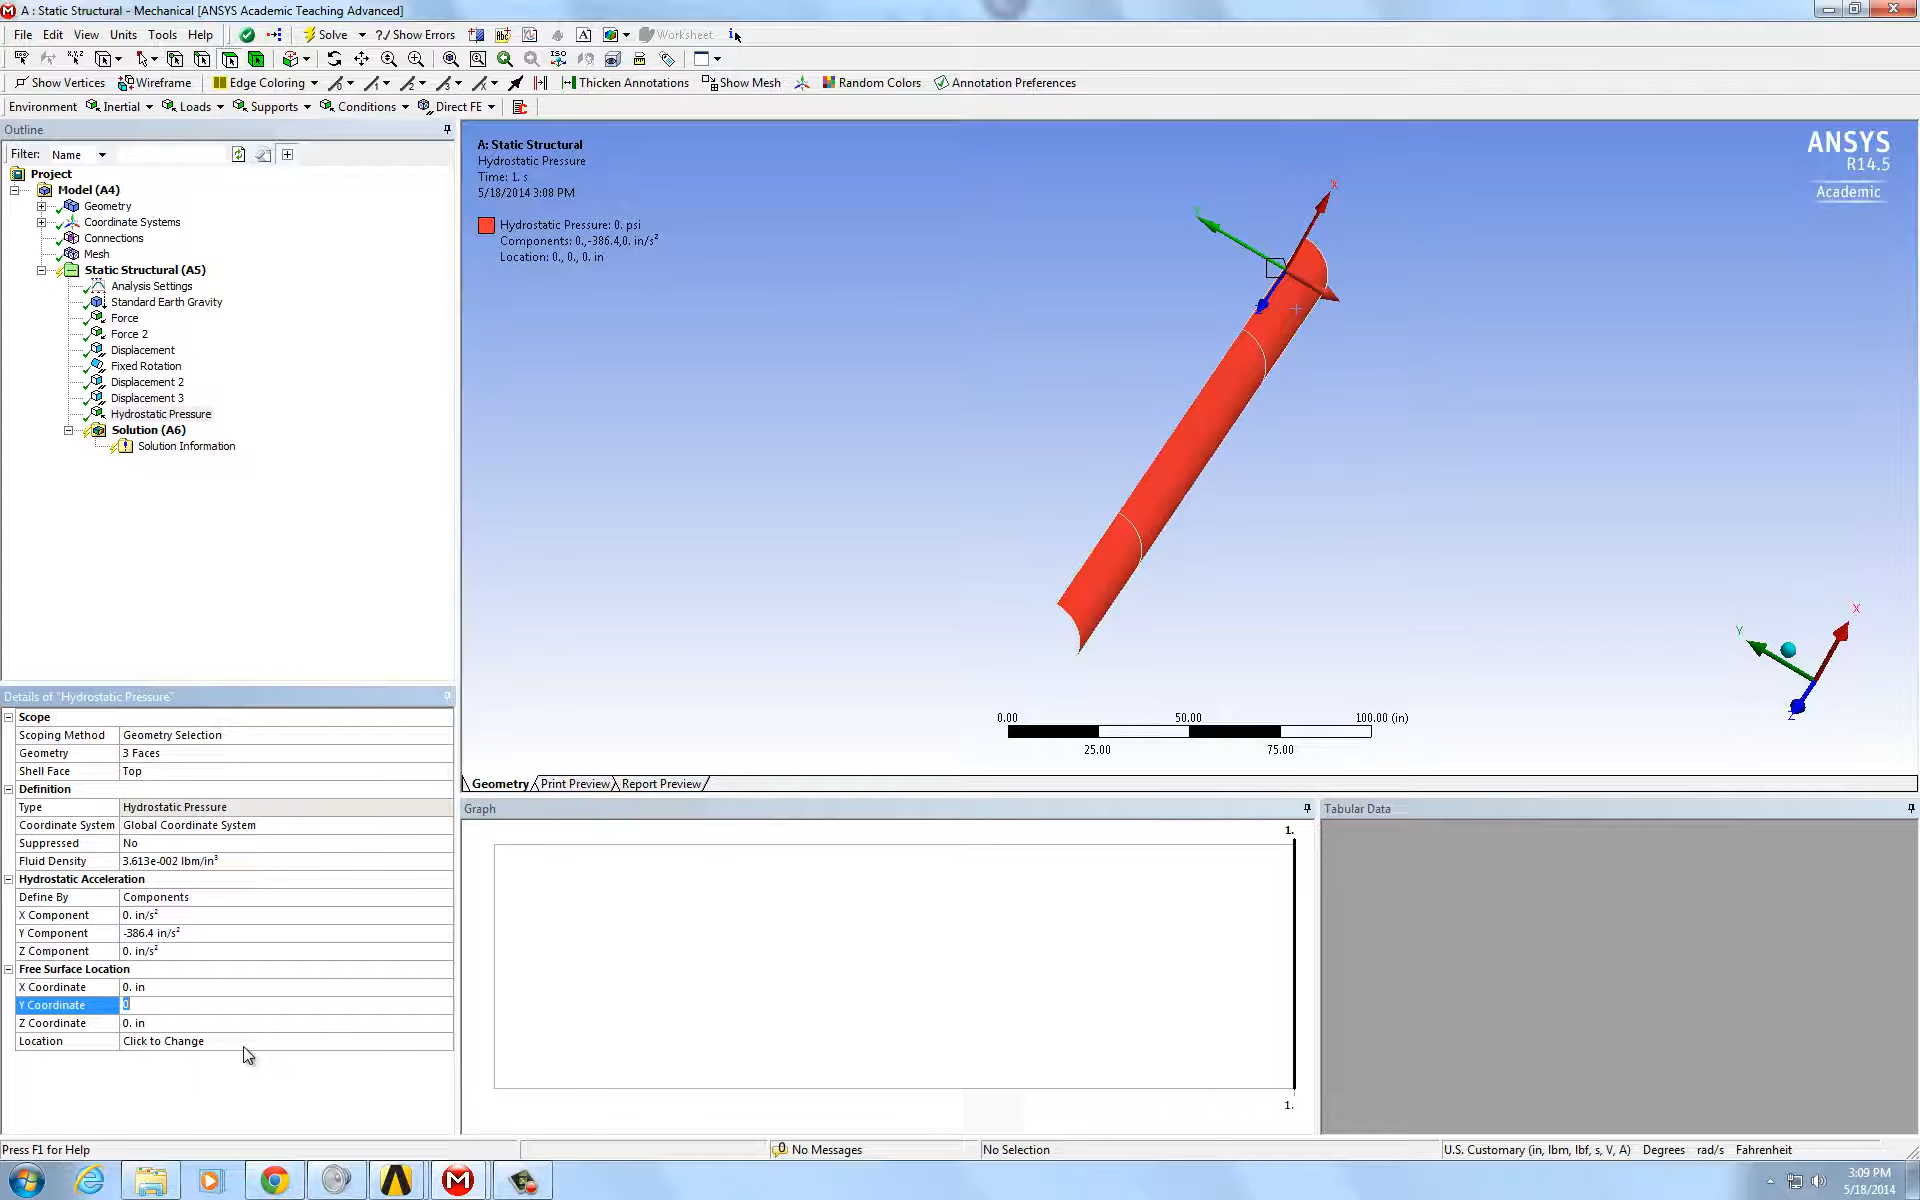 A : Static Structural - Mechanical [ANSYS Academic Teaching Advanced]
File Edit View Units Tools Help Solve ?/ Show Errors Worksheet
Show Vertices Wireframe Edge Coloring Thicken Annotations Show Mesh Random Colors Annotation Preferences
Environment Inertial Loads Supports Conditions Direct FE
Outline
Filter: Name
Project
Model (A4)
Geometry
Coordinate Systems
Connections
Mesh
Static Structural (A5)
Analysis Settings
Standard Earth Gravity
Force
Force 2
Displacement
Fixed Rotation
Displacement 2
Displacement 3
Hydrostatic Pressure
Solution (A6)
Solution Information
A: Static Structural
Hydrostatic Pressure
Time: 1. s
5/18/2014 3:08 PM
Hydrostatic Pressure: 0. psi
Components: 0.,-386.4,0. in/s²
Location: 0., 0., 0. in
ANSYS
R14.5
Academic
X
X
Y
Z
0.00 50.00 100.00 (in)
25.00 75.00
Geometry Print Preview Report Preview
Details of "Hydrostatic Pressure"
Scope
Scoping Method Geometry Selection
Geometry 3 Faces
Shell Face Top
Definition
Type Hydrostatic Pressure
Coordinate System Global Coordinate System
Suppressed No
Fluid Density 3.613e-002 lbm/in³
Hydrostatic Acceleration
Define By Components
X Component 0. in/s²
Y Component -386.4 in/s²
Z Component 0. in/s²
Free Surface Location
X Coordinate 0. in
Y Coordinate 0
Z Coordinate 0. in
Location Click to Change
Graph
1.
1.
Tabular Data
Press F1 for Help No Messages No Selection U.S. Customary (in, lbm, lbf, s, V, A) Degrees rad/s Fahrenheit
3:09 PM
5/18/2014